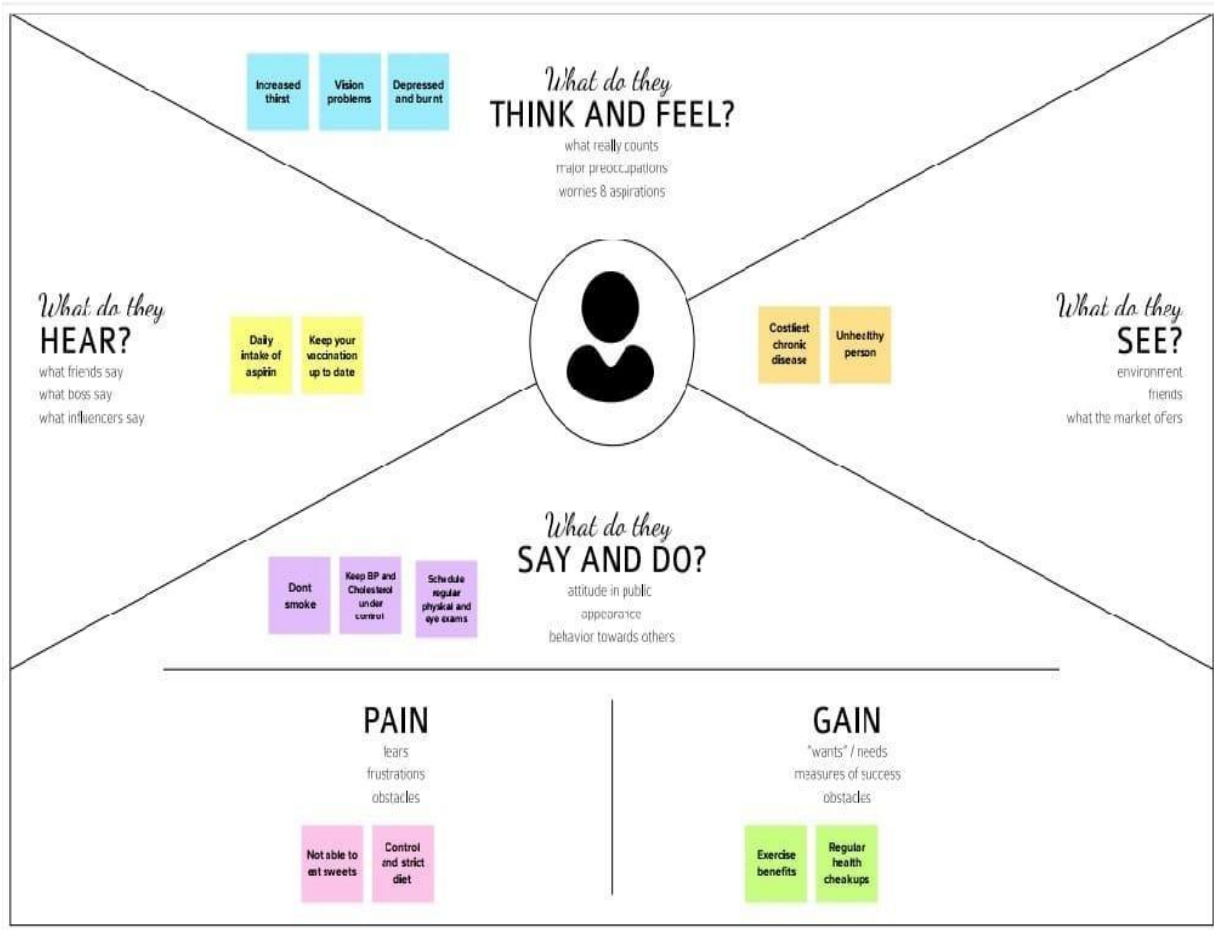 Increased
thirst
Vision
problems
Depressed
and burnt
What do they
THINK AND FEEL?
what really counts
major preoccupations
worries & aspirations
What do they
HEAR?
what friends say
what boss say
what influencers say
Daily
intake of
aspirin
Keep your
vaccination
up to date
Costliest
chronic
disease
Unhealthy
person
What do they
SEE?
environment
friends
what the market offers
What do they
SAY AND DO?
attitude in public
appearance
behavior towards others
Dont
smoke
Keep BP and
Cholesterol
under
control
Schedule
regular
physical and
eye exams
PAIN
fears
frustrations
obstacles
Not able to
eat sweets
Control
and strict
diet
GAIN
"wants" / needs
measures of success
obstacles
Exercise
benefits
Regular
health
cheakups